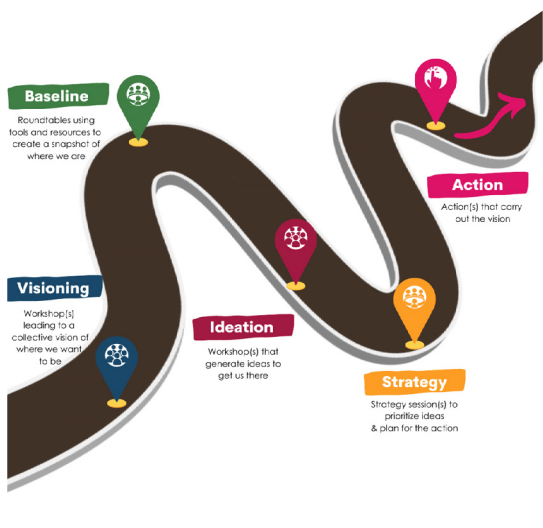 Baseline
Roundtables using
tools and resources to
create a snapshot of
where we are
Action
Action(s) that carry
out the vision
Visioning
Workshop(s)
leading to a
collective vision of
where we want
to be
Ideation
Workshop(s) that
generate ideas to
get us there
Strategy
Strategy session(s) to
prioritize ideas
& plan for the action